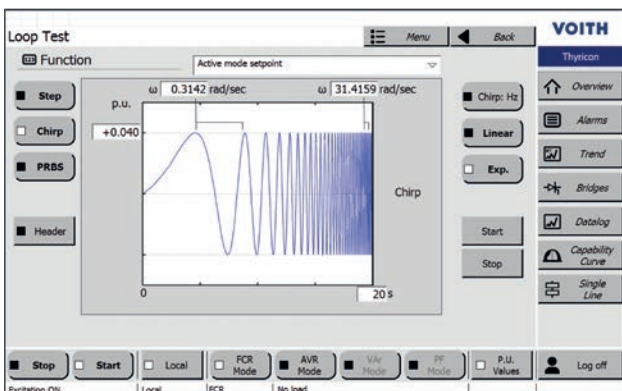 Loop Test
Menu
Back
VOITH
Function
Active mode setpoint
Thyricon
ω 0.3142 rad/sec
ω 31.4159 rad/sec
Step
p.u.
Chirp: Hz
Overview
Chirp
+0.040
Linear
Alarms
PRBS
Exp.
Trend
Chirp
Bridges
Header
Start
Datalog
Stop
Capability
Curve
0
20 s
Single
Line
Stop
Start
Local
FCR
Mode
AVR
Mode
VAr
Mode
PF
Mode
P.U.
Values
Log off
Excitation ON
Local
FCR
No load